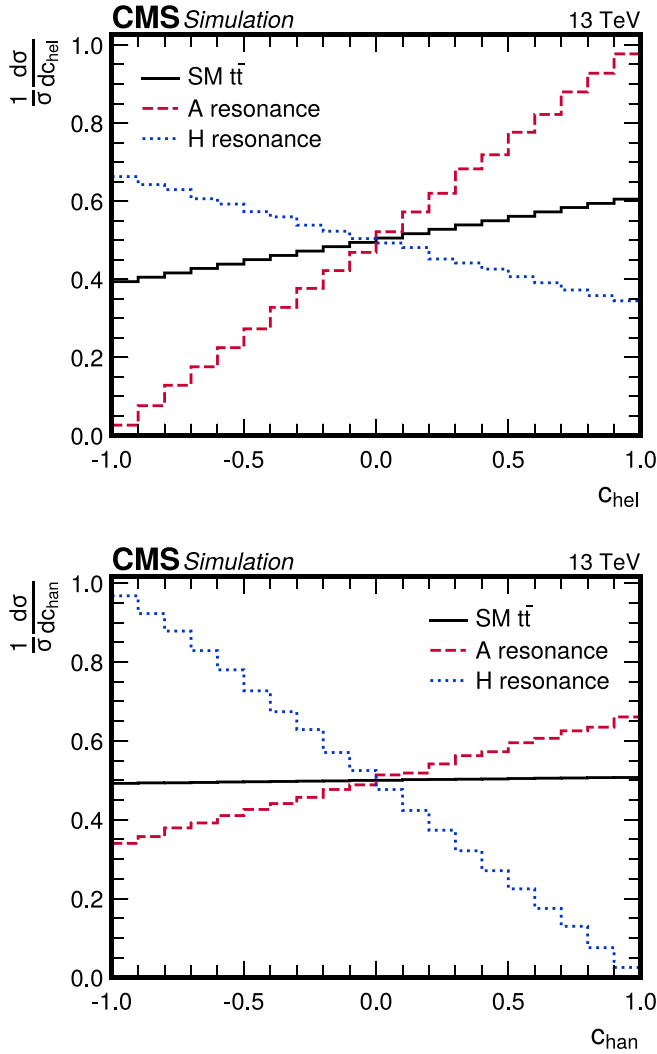 CMS Simulation 13 TeV
1/σ dσ/dc_hel
SM tt̄
A resonance
H resonance
1.0
0.8
0.6
0.4
0.2
0.0
-1.0 -0.5 0.0 0.5 1.0
c_hel
CMS Simulation 13 TeV
1/σ dσ/dc_han
SM tt̄
A resonance
H resonance
1.0
0.8
0.6
0.4
0.2
0.0
-1.0 -0.5 0.0 0.5 1.0
c_han